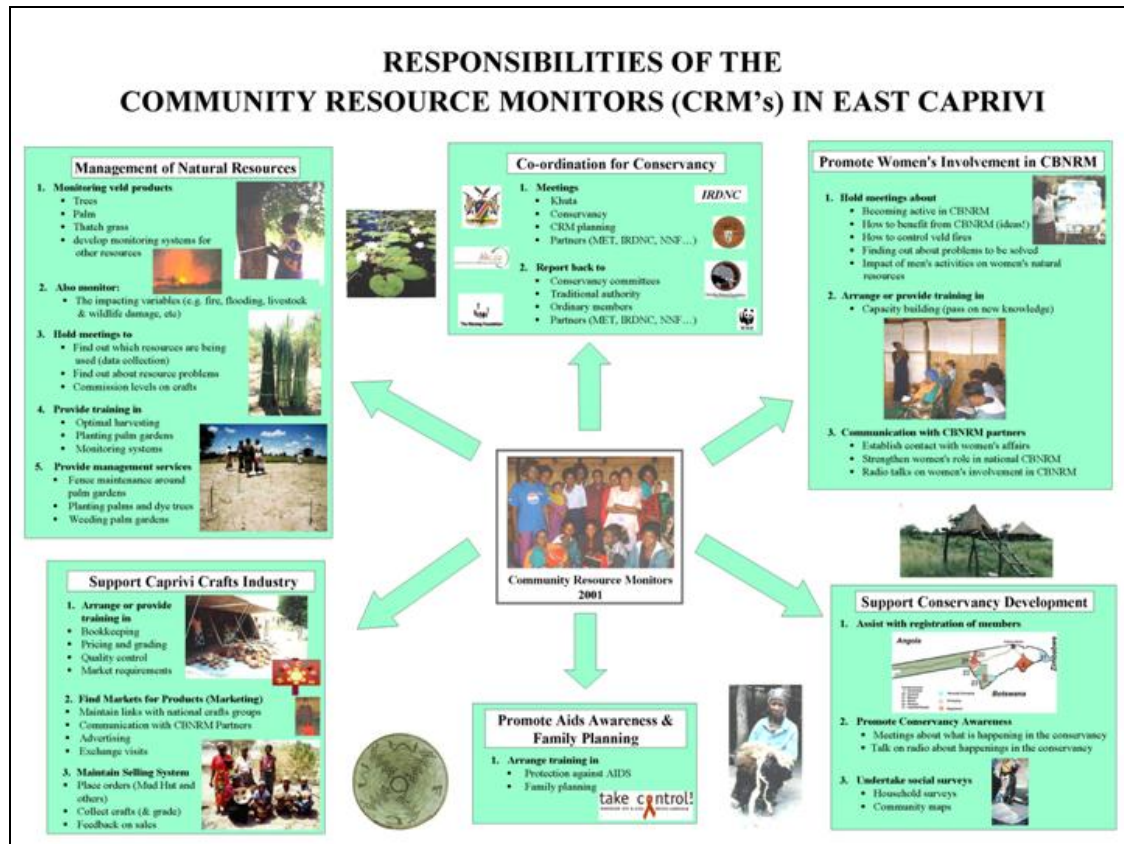 RESPONSIBILITIES OF THE
COMMUNITY RESOURCE MONITORS (CRM's) IN EAST CAPRIVI
Management of Natural Resources
1. Monitoring veld products
▪ Trees
▪ Palm
▪ Thatch grass
▪ develop monitoring systems for
other resources
2. Also monitor:
▪ The impacting variables (e.g. fire, flooding, livestock
& wildlife damage, etc)
3. Hold meetings to
▪ Find out which resources are being
used (data collection)
▪ Find out about resource problems
▪ Commission levels on crafts
4. Provide training in
▪ Optimal harvesting
▪ Planting palm gardens
▪ Monitoring systems
5. Provide management services
▪ Fence maintenance around
palm gardens
▪ Planting palms and dye trees
▪ Weeding palm gardens
Co-ordination for Conservancy
1. Meetings
▪ Khuta
▪ Conservancy
▪ CRM planning
▪ Partners (MET, IRDNC, NNF…)
2. Report back to
▪ Conservancy committees
▪ Traditional authority
▪ Ordinary members
▪ Partners (MET, IRDNC, NNF…)
IRDNC
WWF
Promote Women's Involvement in CBNRM
1. Hold meetings about
▪ Becoming active in CBNRM
▪ How to benefit from CBNRM (ideas!)
▪ How to control veld fires
▪ Finding out about problems to be solved
▪ Impact of men's activities on women's natural
resources
2. Arrange or provide training in
▪ Capacity building (pass on new knowledge)
3. Communication with CBNRM partners
▪ Establish contact with women's affairs
▪ Strengthen women's role in national CBNRM
▪ Radio talks on women's involvement in CBNRM
Community Resource Monitors
2001
Support Caprivi Crafts Industry
1. Arrange or provide
training in
▪ Bookkeeping
▪ Pricing and grading
▪ Quality control
▪ Market requirements
2. Find Markets for Products (Marketing)
▪ Maintain links with national crafts groups
▪ Communication with CBNRM Partners
▪ Advertising
▪ Exchange visits
3. Maintain Selling System
▪ Place orders (Mud Hut and
others)
▪ Collect crafts (& grade)
▪ Feedback on sales
Promote Aids Awareness &
Family Planning
1. Arrange training in
▪ Protection against AIDS
▪ Family planning
take control!
Support Conservancy Development
1. Assist with registration of members
Angola
Zimbabwe
Botswana
2. Promote Conservancy Awareness
▪ Meetings about what is happening in the conservancy
▪ Talk on radio about happenings in the conservancy
3. Undertake social surveys
▪ Household surveys
▪ Community maps